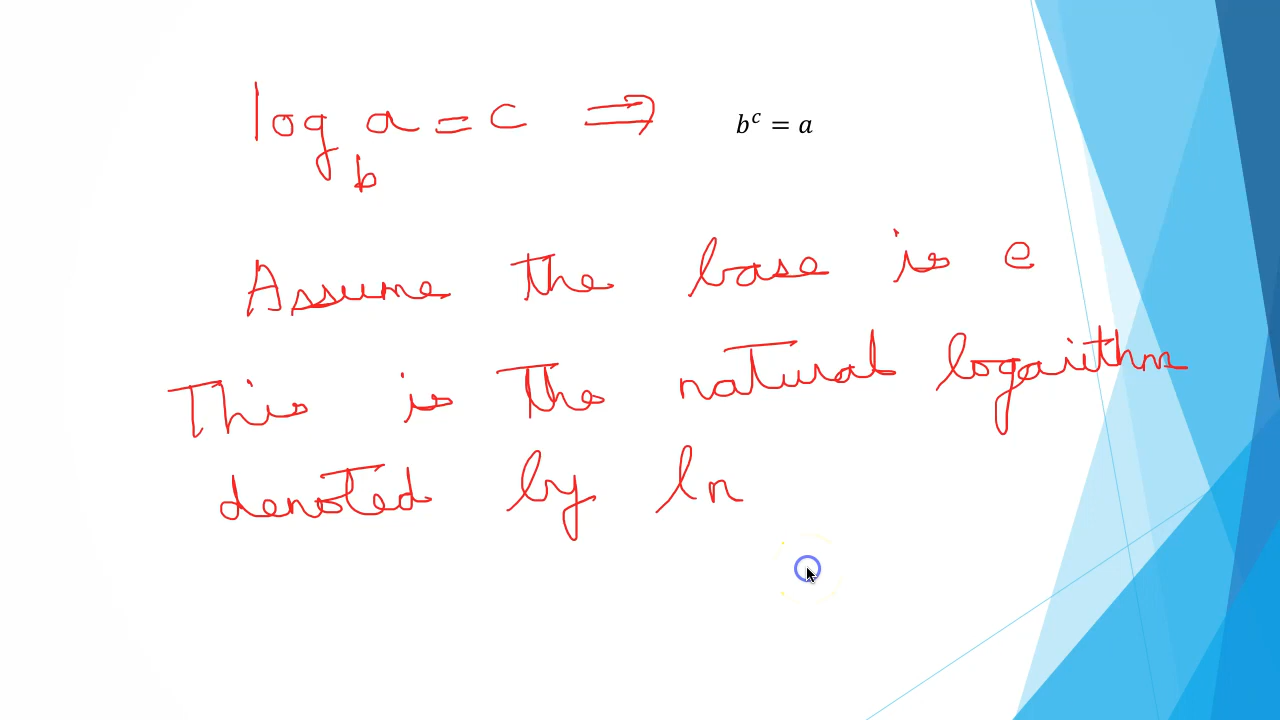 log_b a = c ⇒ b^c = a
Assume the base is e
This is the natural logarithm
denoted by ln